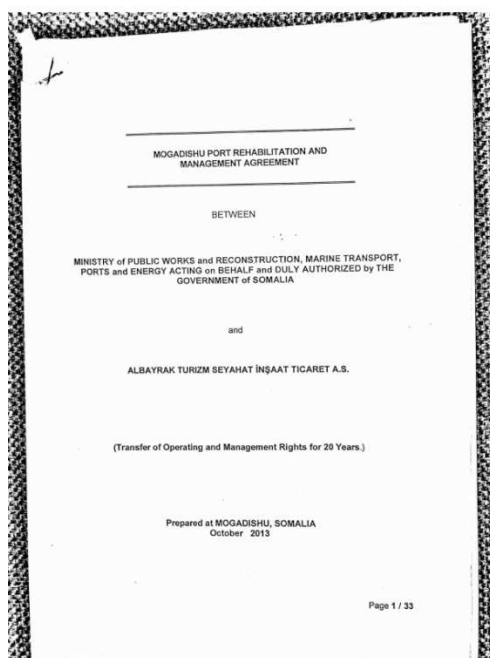 MOGADISHU PORT REHABILITATION AND
MANAGEMENT AGREEMENT
BETWEEN
MINISTRY of PUBLIC WORKS and RECONSTRUCTION, MARINE TRANSPORT,
PORTS and ENERGY ACTING on BEHALF and DULY AUTHORIZED by THE
GOVERNMENT of SOMALIA
and
ALBAYRAK TURIZM SEYAHAT İNŞAAT TICARET A.S.
(Transfer of Operating and Management Rights for 20 Years.)
Prepared at MOGADISHU, SOMALIA
October 2013
Page 1 / 33